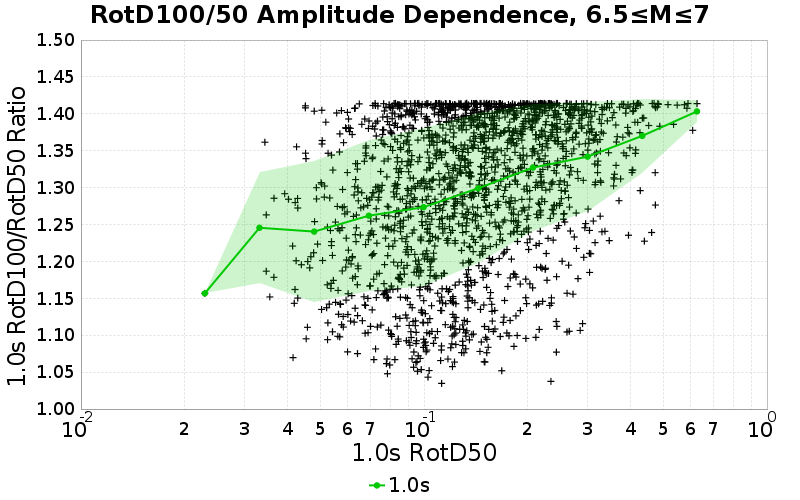 RotD100/50 Amplitude Dependence, 6.5≤M≤7
1.0s RotD100/RotD50 Ratio
1.50
1.45
1.40
1.35
1.30
1.25
1.20
1.15
1.10
1.05
1.00
10-2 2 3 4 5 6 7 10-1 2 3 4 5 6 7 100
1.0s RotD50
1.0s